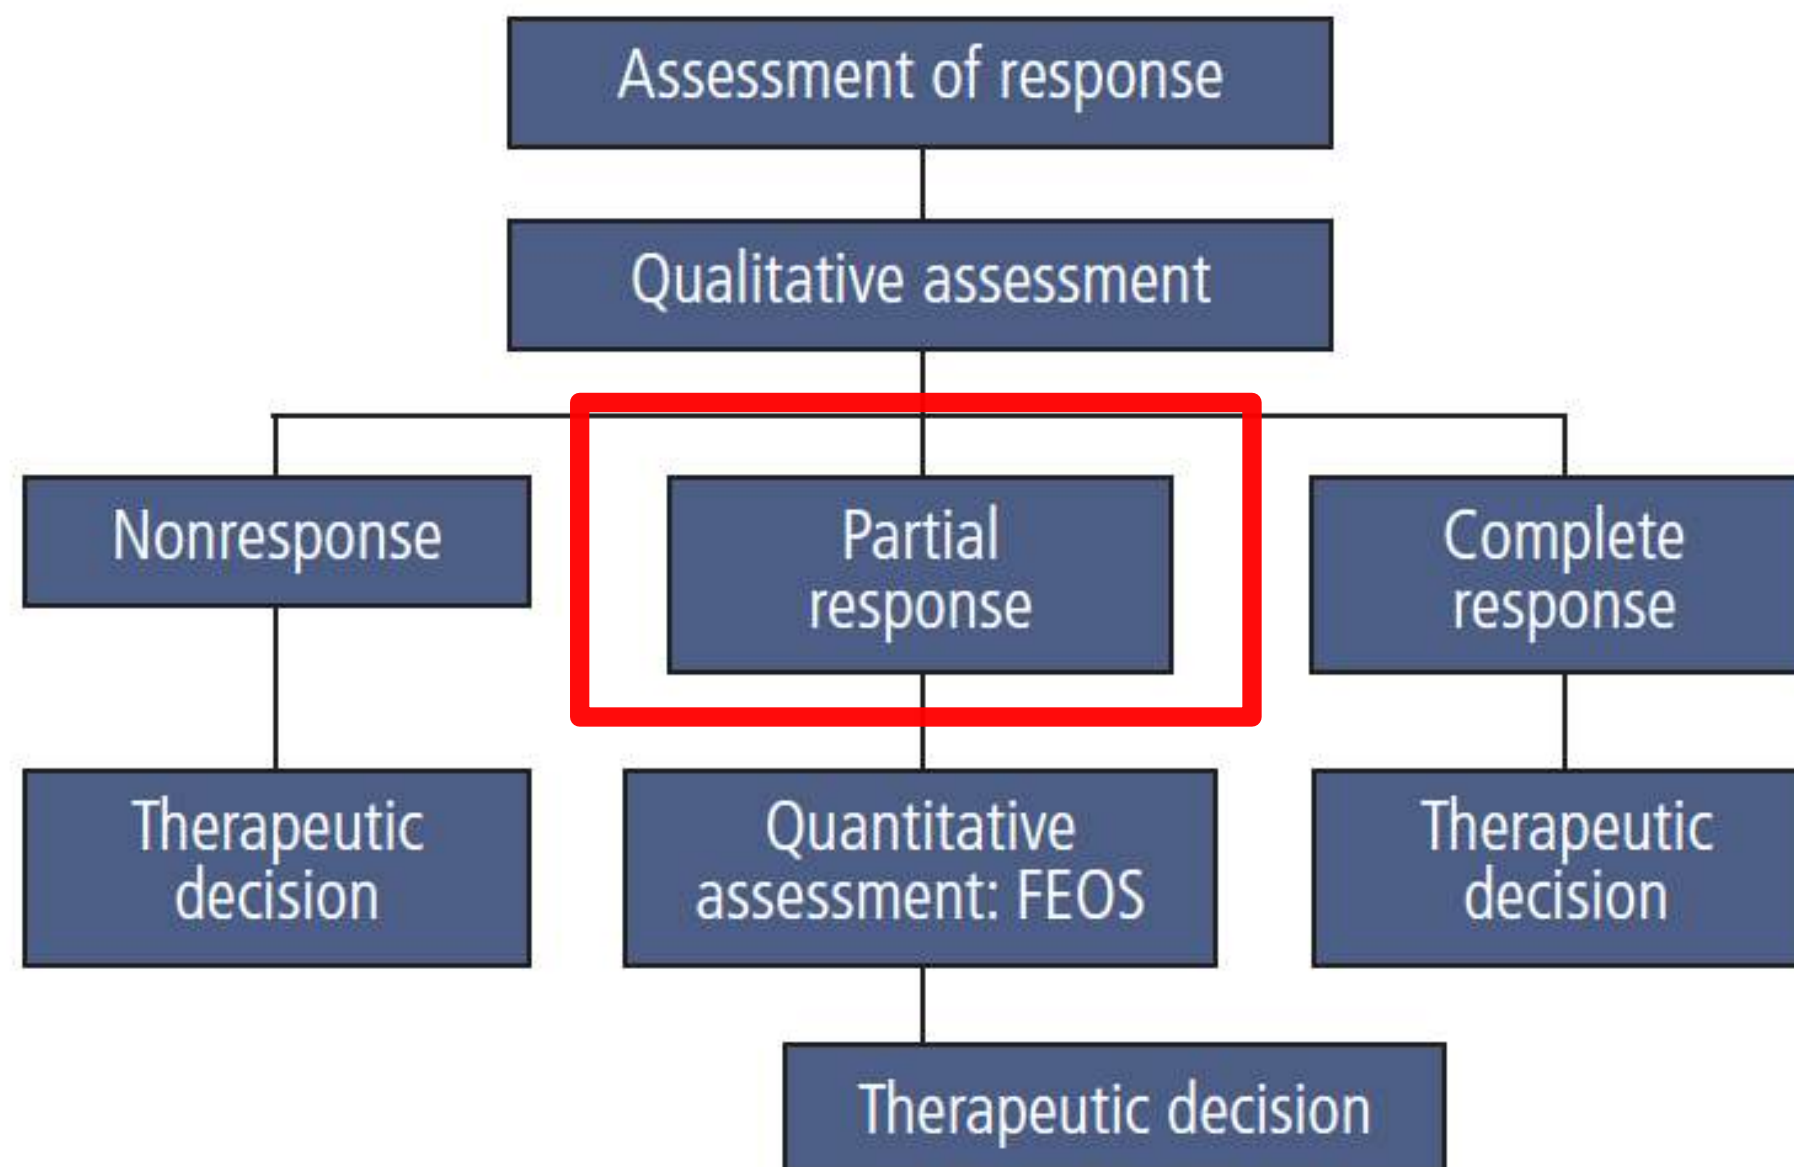 Assessment of response
Qualitative assessment
Nonresponse
Partial
response
Complete
response
Therapeutic
decision
Quantitative
assessment: FEOS
Therapeutic
decision
Therapeutic decision